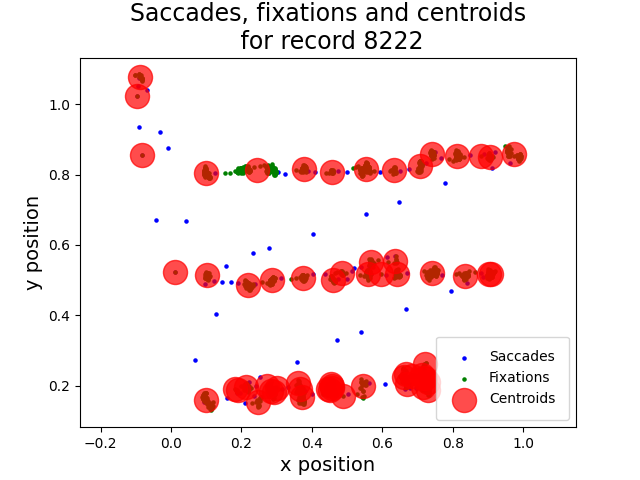 Saccades, fixations and centroids
for record 8222
y position
1.0
0.8
0.6
0.4
0.2
−0.2
0.0
0.2
0.4
0.6
0.8
1.0
x position
Saccades
Fixations
Centroids